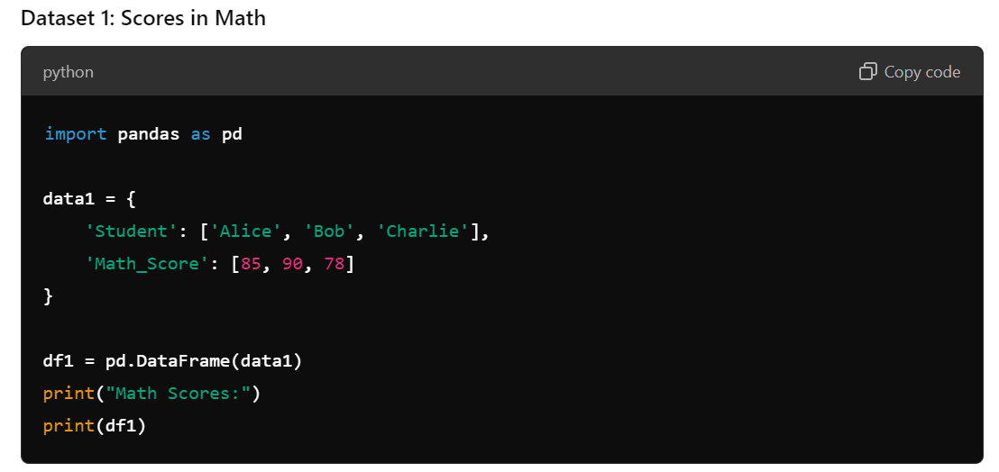 Dataset 1: Scores in Math
python
Copy code
import pandas as pd
data1 = {
    'Student': ['Alice', 'Bob', 'Charlie'],
    'Math_Score': [85, 90, 78]
}
df1 = pd.DataFrame(data1)
print("Math Scores:")
print(df1)